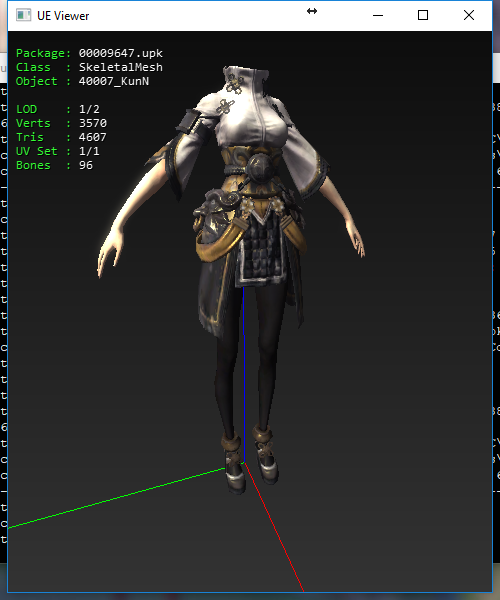 UE Viewer
Package: 00009647.upk
Class  : SkeletalMesh
Object : 40007_KunN
LOD    : 1/2
Verts  : 3570
Tris   : 4607
UV Set : 1/1
Bones  : 96